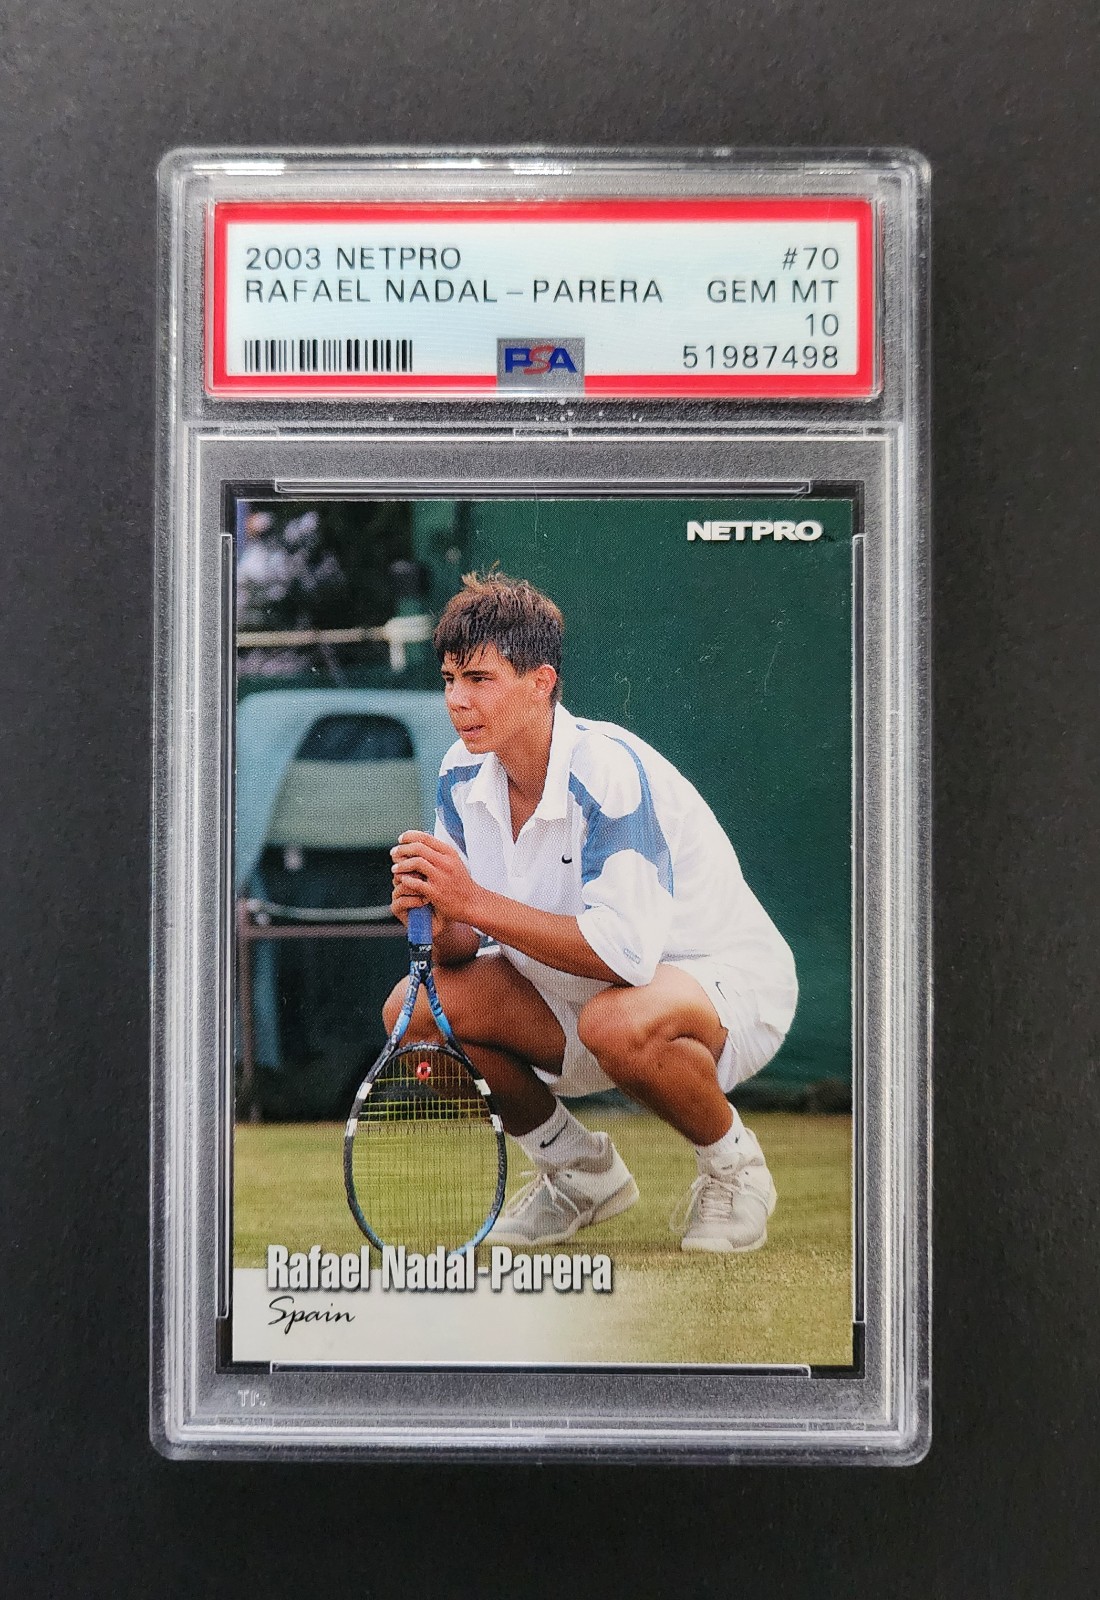 2003 NETPRO #70
RAFAEL NADAL-PARERA GEM MT
10
PSA 51987498
NETPRO
Rafael Nadal-Parera
Spain